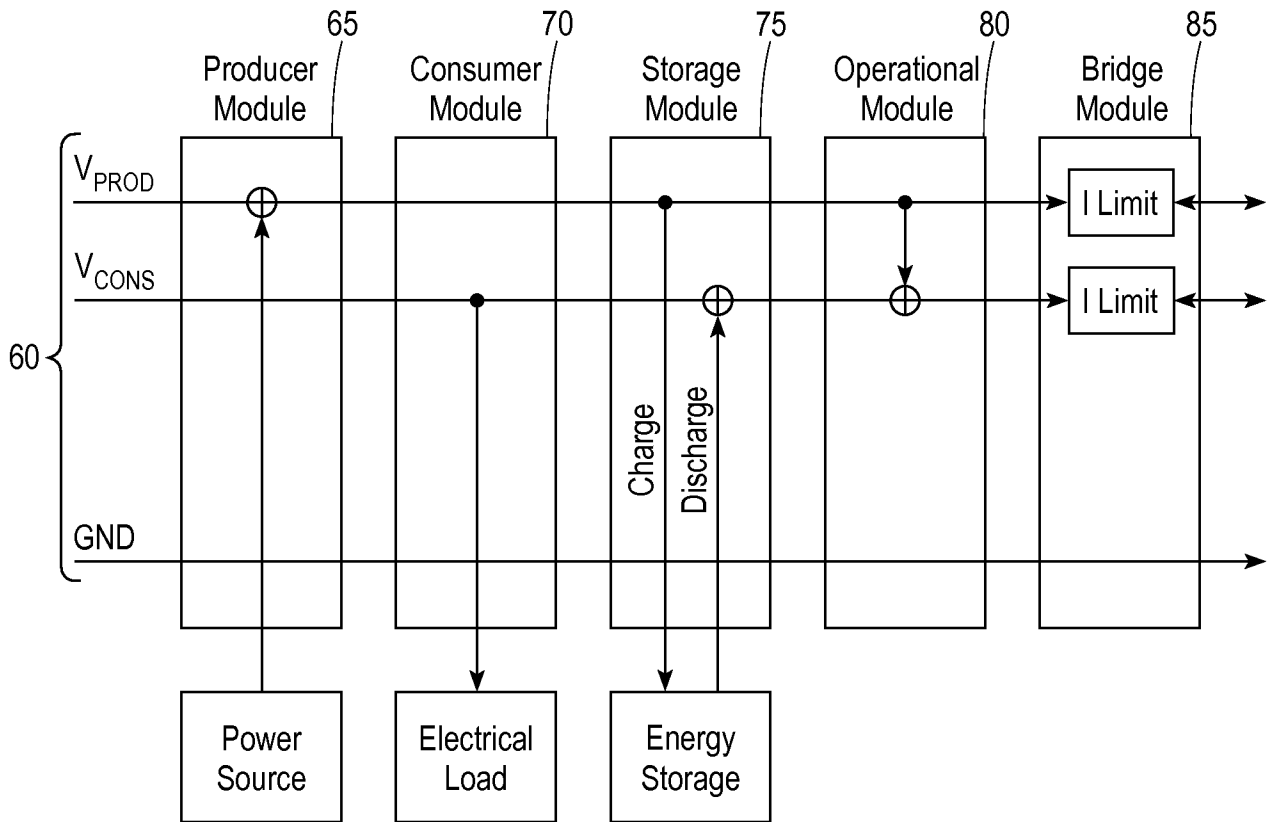 65
70
75
80
85
Producer
Module
Consumer
Module
Storage
Module
Operational
Module
Bridge
Module
60
VPROD
VCONS
GND
I Limit
I Limit
Charge
Discharge
Power
Source
Electrical
Load
Energy
Storage